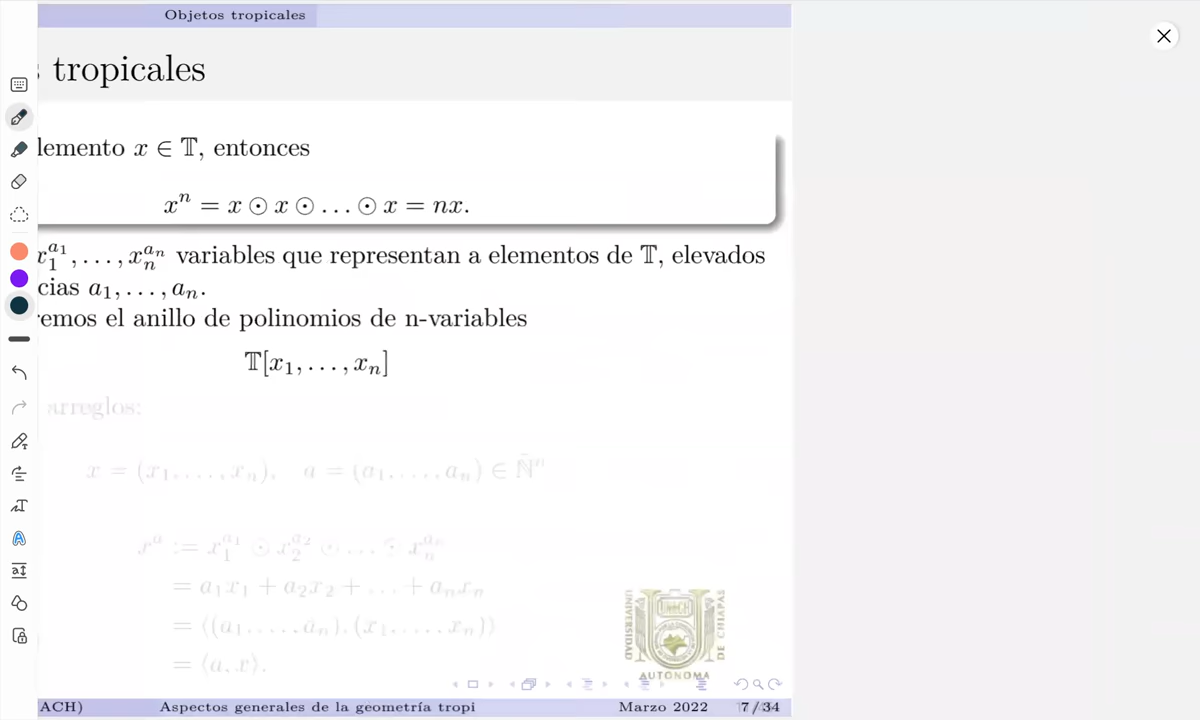 Objetos tropicales
tropicales
lemento x ∈ 𝕋, entonces
xⁿ = x ⊙ x ⊙ . . . ⊙ x = nx.
x₁^{a₁}, . . . , xₙ^{aₙ} variables que representan a elementos de 𝕋, elevados
cias a₁, . . . , aₙ.
remos el anillo de polinomios de n-variables
𝕋[x₁, . . . , xₙ]
arreglos:
x = (x₁, . . . , xₙ), a = (a₁, . . . , aₙ) ∈ Ñⁿ
x^a := x₁^{a₁} ⊙ x₂^{a₂} ⊙ . . . ⊙ xₙ^{aₙ}
= a₁x₁ + a₂x₂ + . . . + aₙxₙ
= ⟨(a₁, . . . , aₙ), (x₁, . . . , xₙ)⟩
= ⟨a, x⟩.
UNIVERSIDAD
AUTONOMA
DE CHIAPAS
ACH)
Aspectos generales de la geometría tropi
Marzo 2022
7 / 34